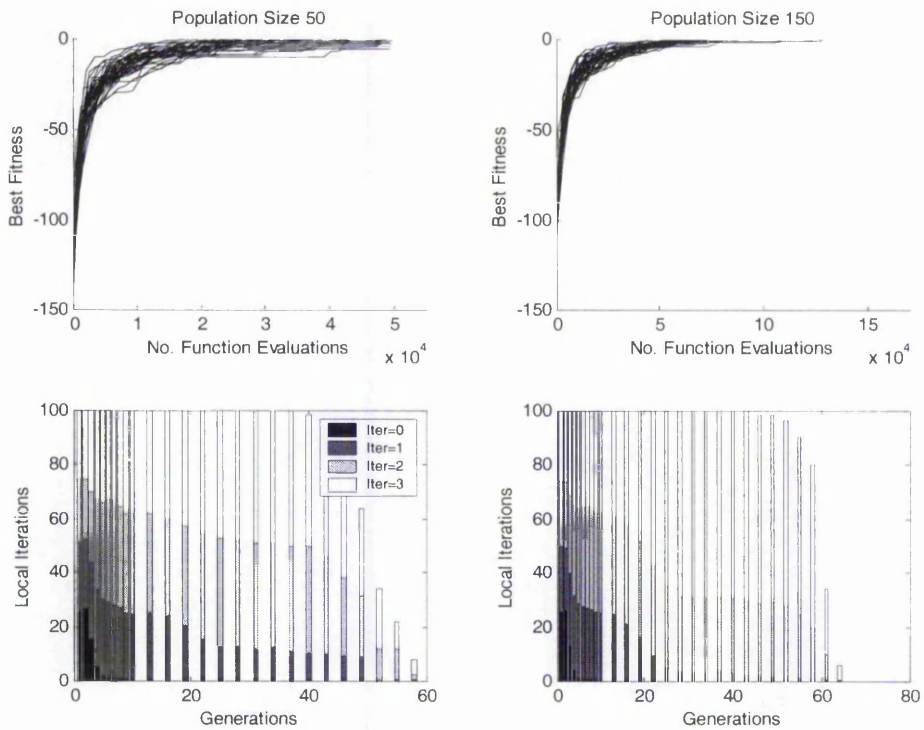 Population Size 50
0
-50
-100
-150
Best Fitness
0 1 2 3 4 5
No. Function Evaluations
x 10^4
Population Size 150
0
-50
-100
-150
Best Fitness
0 5 10 15
No. Function Evaluations
x 10^4
100
80
60
40
20
0
Local Iterations
Iter=0
Iter=1
Iter=2
Iter=3
0 20 40 60
Generations
100
80
60
40
20
0
Local Iterations
0 20 40 60 80
Generations